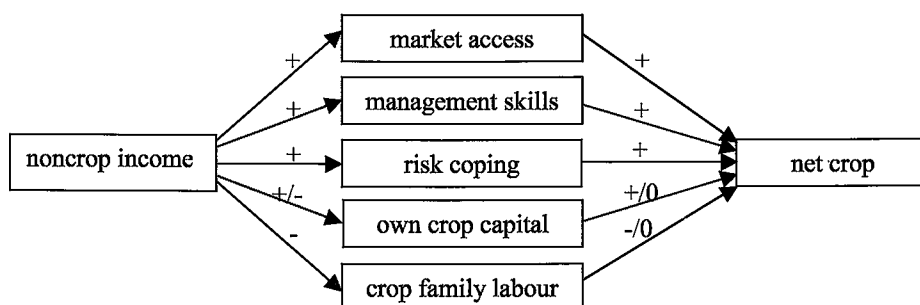 market access
+ +
+ management skills +
noncrop income + risk coping + net crop
+/- +/0
own crop capital
- -/0
crop family labour